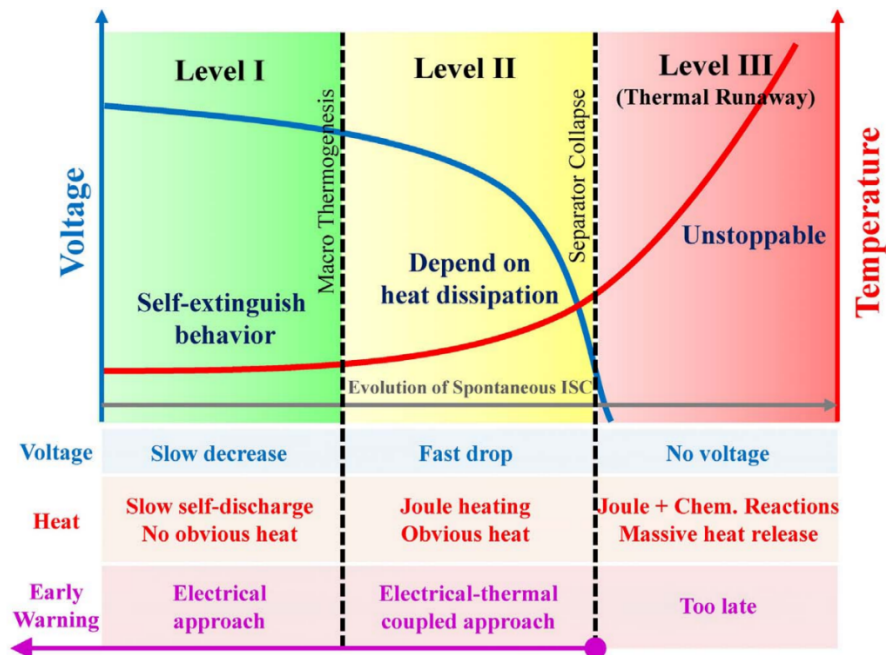 Level I
Level II
Level III
(Thermal Runaway)
Voltage
Macro Thermogenesis
Separator Collapse
Temperature
Self-extinguish
behavior
Depend on
heat dissipation
Unstoppable
Evolution of Spontaneous ISC
Voltage
Slow decrease
Fast drop
No voltage
Heat
Slow self-discharge
No obvious heat
Joule heating
Obvious heat
Joule + Chem. Reactions
Massive heat release
Early
Warning
Electrical
approach
Electrical-thermal
coupled approach
Too late